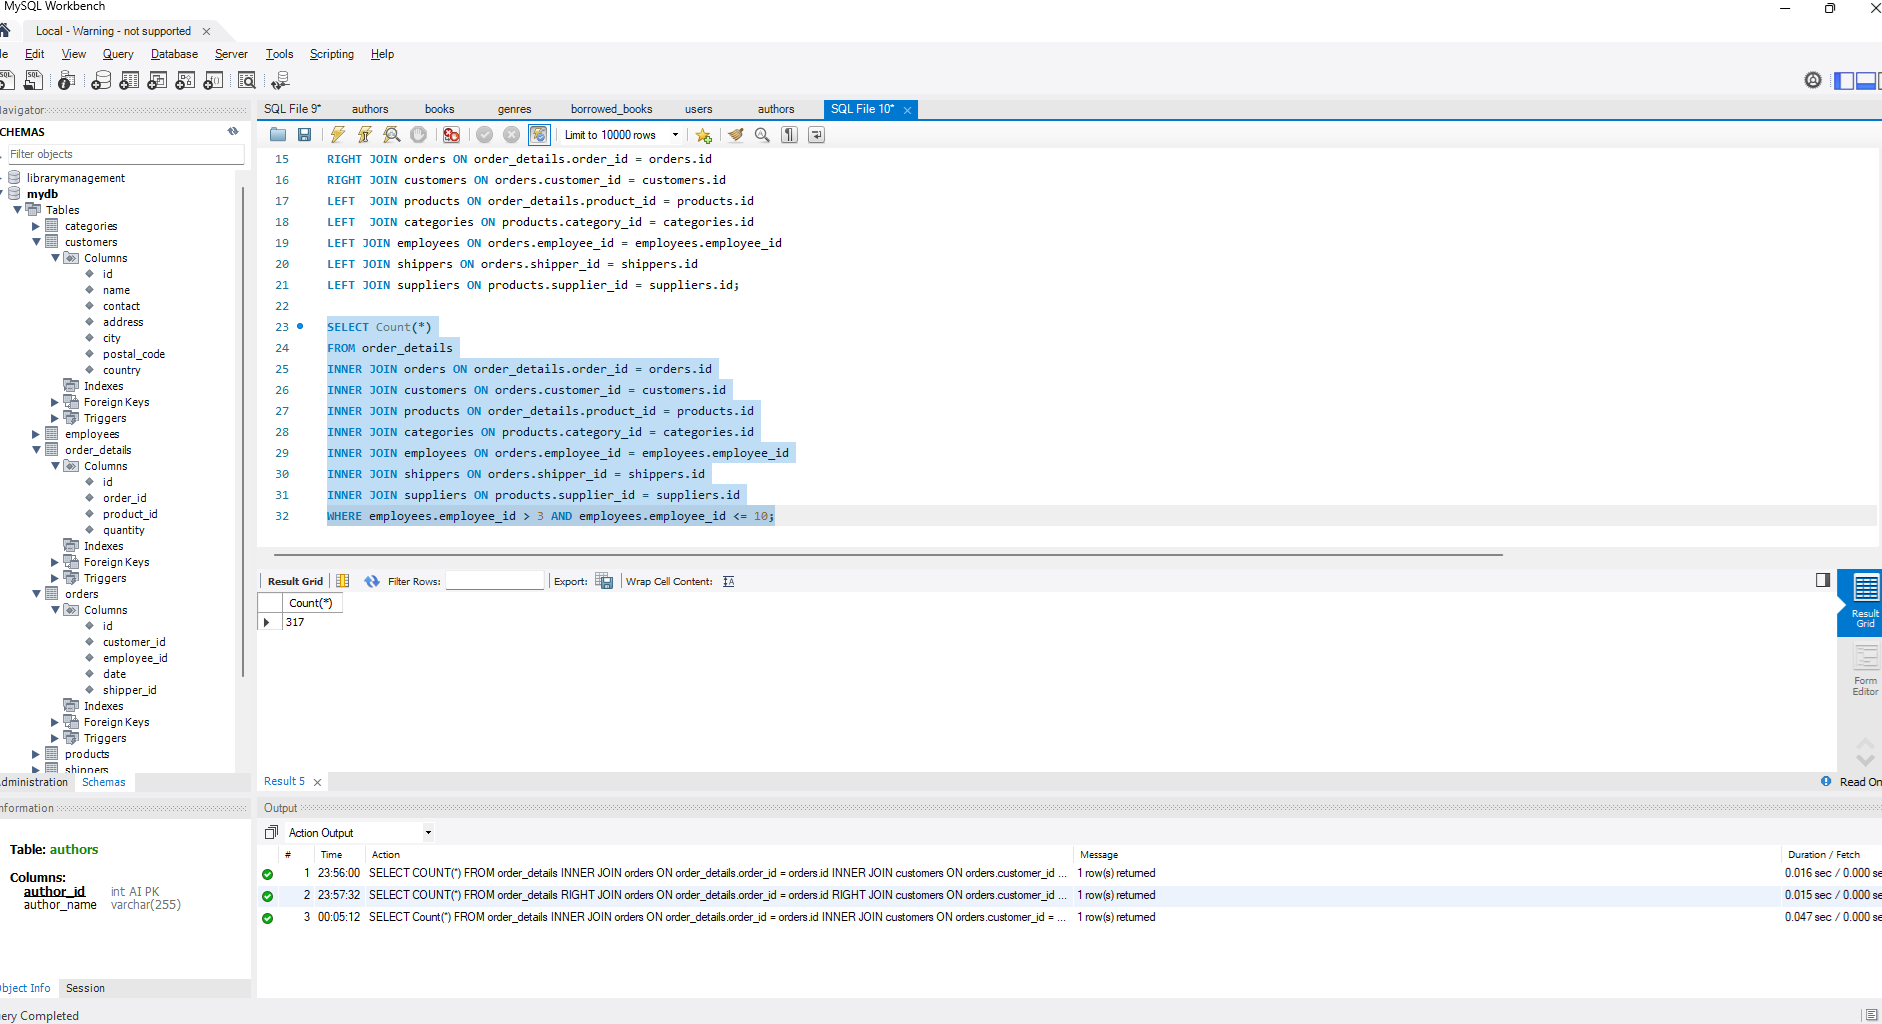 MySQL Workbench
Local - Warning - not supported
Edit View Query Database Server Tools Scripting Help
SCHEMAS
Filter objects
librarymanagement
mydb
Tables
categories
customers
Columns
id
name
contact
address
city
postal_code
country
Indexes
Foreign Keys
Triggers
employees
order_details
Columns
id
order_id
product_id
quantity
Indexes
Foreign Keys
Triggers
orders
Columns
id
customer_id
employee_id
date
shipper_id
Indexes
Foreign Keys
Triggers
products
shippers
Administration Schemas
Information
Table: authors
Columns:
author_id int AI PK
author_name varchar(255)
Object Info Session
SQL File 9* authors books genres borrowed_books users authors SQL File 10*
Limit to 10000 rows
15 RIGHT JOIN orders ON order_details.order_id = orders.id
16 RIGHT JOIN customers ON orders.customer_id = customers.id
17 LEFT  JOIN products ON order_details.product_id = products.id
18 LEFT  JOIN categories ON products.category_id = categories.id
19 LEFT JOIN employees ON orders.employee_id = employees.employee_id
20 LEFT JOIN shippers ON orders.shipper_id = shippers.id
21 LEFT JOIN suppliers ON products.supplier_id = suppliers.id;
22
23 SELECT Count(*)
24 FROM order_details
25 INNER JOIN orders ON order_details.order_id = orders.id
26 INNER JOIN customers ON orders.customer_id = customers.id
27 INNER JOIN products ON order_details.product_id = products.id
28 INNER JOIN categories ON products.category_id = categories.id
29 INNER JOIN employees ON orders.employee_id = employees.employee_id
30 INNER JOIN shippers ON orders.shipper_id = shippers.id
31 INNER JOIN suppliers ON products.supplier_id = suppliers.id
32 WHERE employees.employee_id > 3 AND employees.employee_id <= 10;
Result Grid Filter Rows: Export: Wrap Cell Content:
Count(*)
317
Result
Grid
Form
Editor
Result 5
Read On
Output
Action Output
# Time Action Message Duration / Fetch
1 23:56:00 SELECT COUNT(*) FROM order_details INNER JOIN orders ON order_details.order_id = orders.id INNER JOIN customers ON orders.customer_id ... 1 row(s) returned 0.016 sec / 0.000 se
2 23:57:32 SELECT COUNT(*) FROM order_details RIGHT JOIN orders ON order_details.order_id = orders.id RIGHT JOIN customers ON orders.customer_id ... 1 row(s) returned 0.015 sec / 0.000 se
3 00:05:12 SELECT Count(*) FROM order_details INNER JOIN orders ON order_details.order_id = orders.id INNER JOIN customers ON orders.customer_id = ... 1 row(s) returned 0.047 sec / 0.000 se
ery Completed